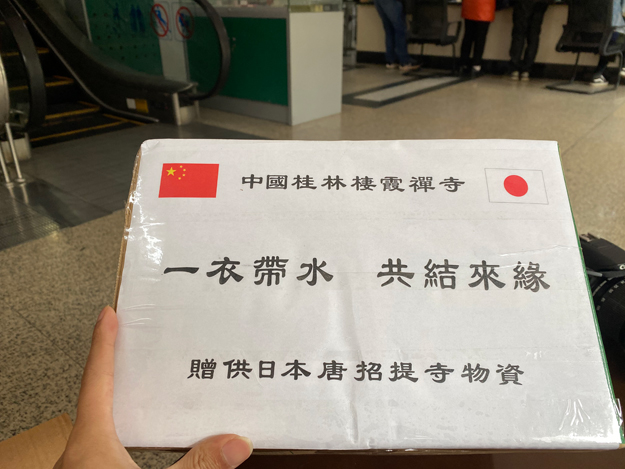 中國桂林棲霞禪寺
一衣帶水 共結來緣
贈供日本唐招提寺物資